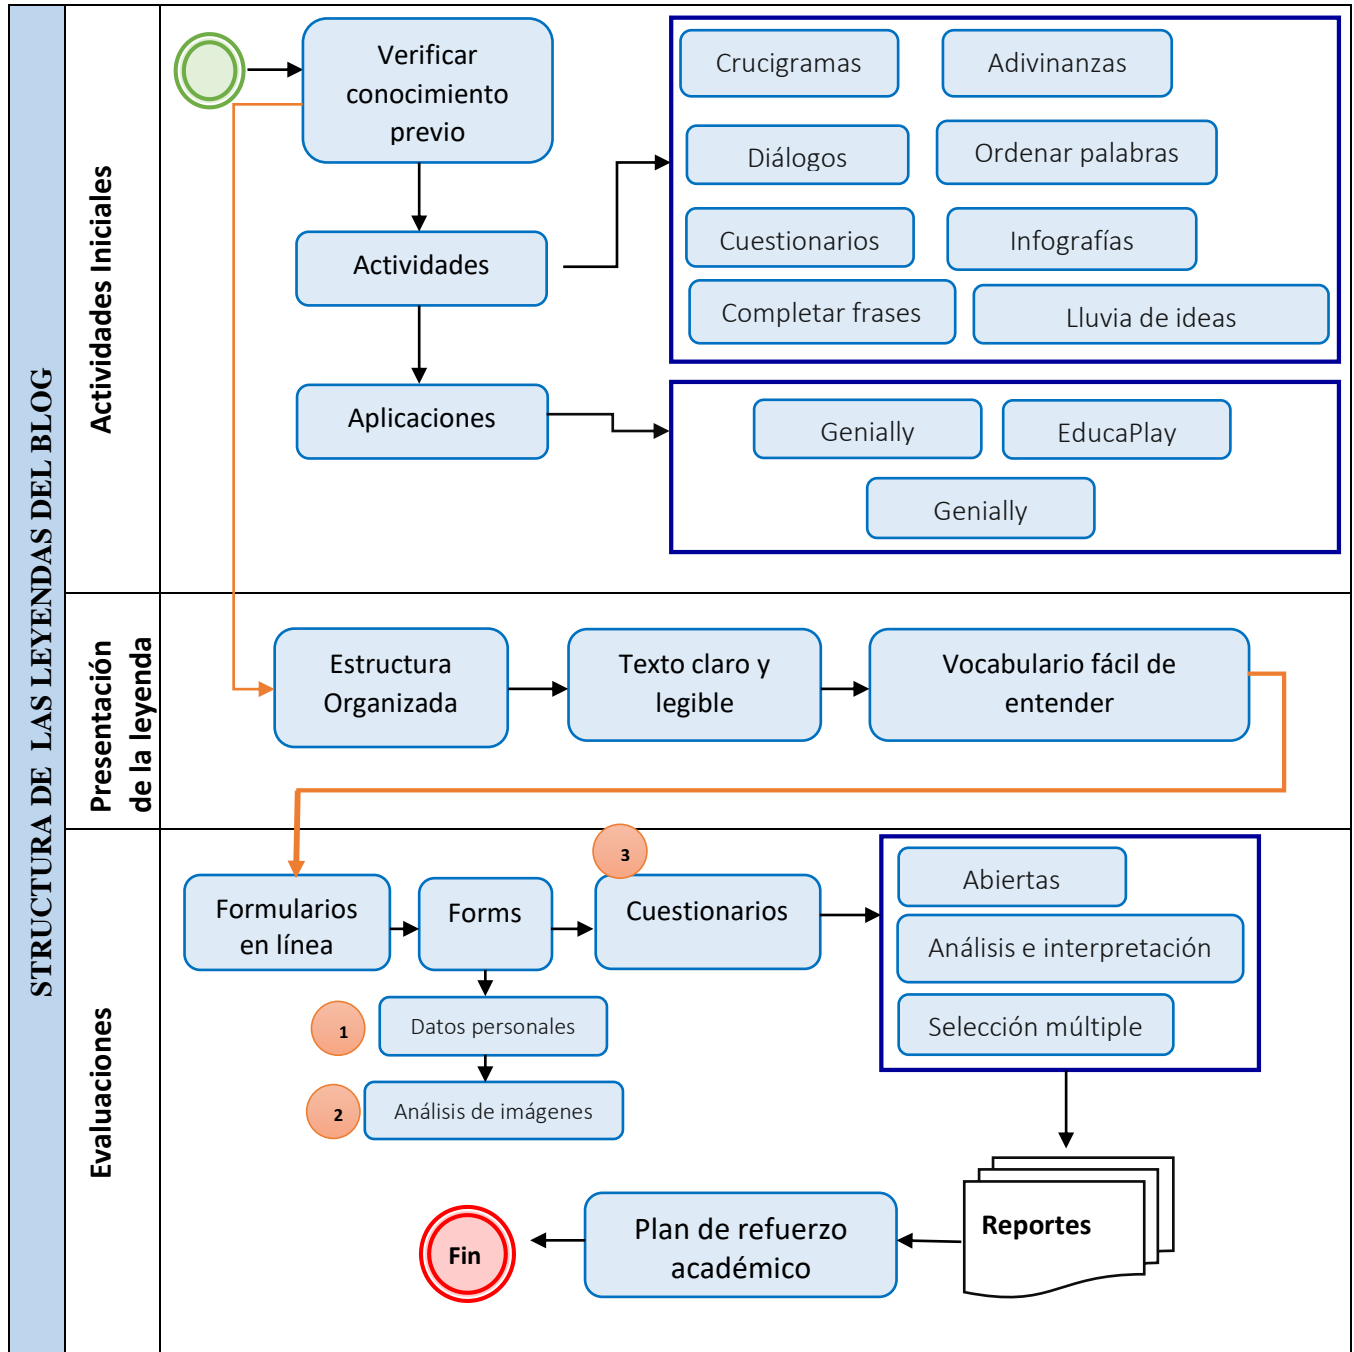 STRUCTURA DE LAS LEYENDAS DEL BLOG
Actividades Iniciales
Verificar
conocimiento
previo
Actividades
Aplicaciones
Crucigramas
Adivinanzas
Diálogos
Ordenar palabras
Cuestionarios
Infografías
Completar frases
Lluvia de ideas
Genially
EducaPlay
Genially
Presentación
de la leyenda
Estructura
Organizada
Texto claro y
legible
Vocabulario fácil de
entender
Evaluaciones
Formularios
en línea
Forms
3
Cuestionarios
Abiertas
Análisis e interpretación
Selección múltiple
1
Datos personales
2
Análisis de imágenes
Reportes
Plan de refuerzo
académico
Fin